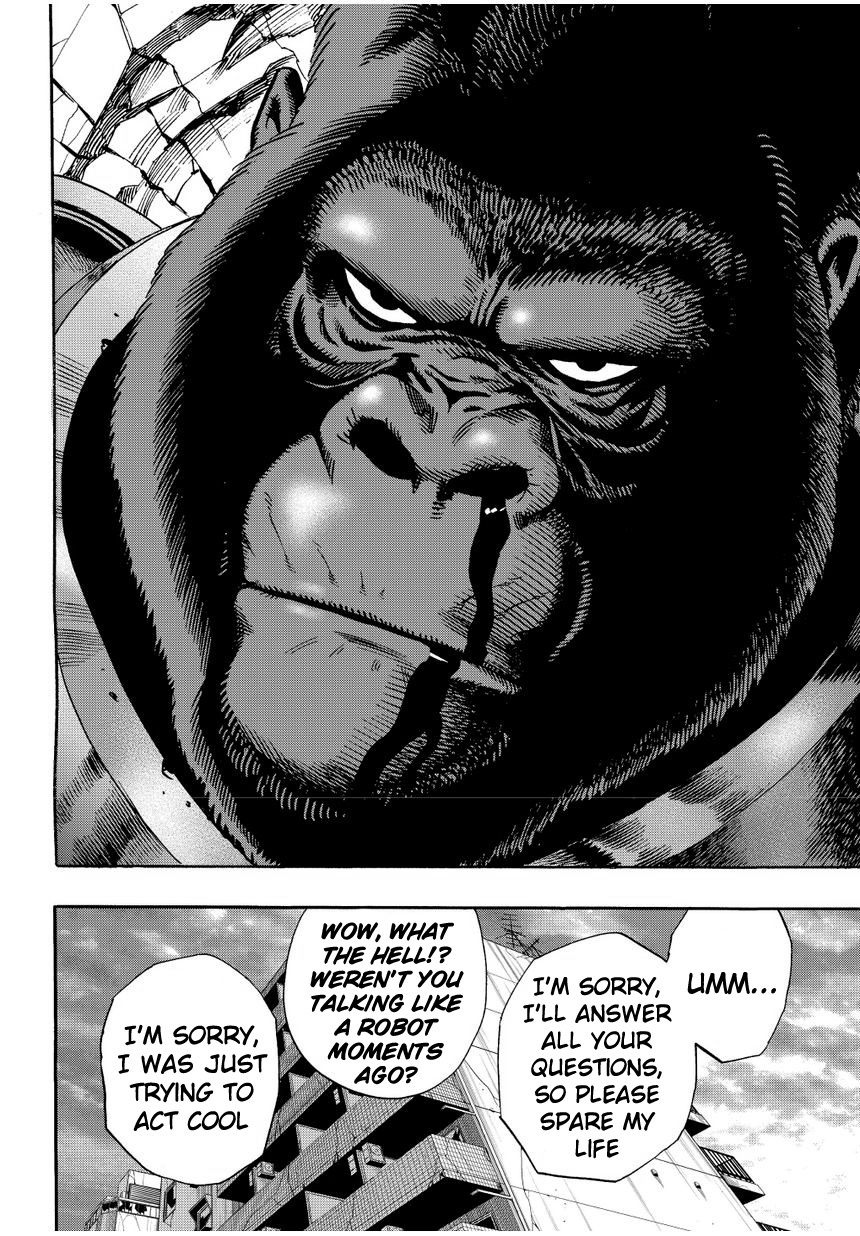 UMM...
I'M SORRY,
I'LL ANSWER
ALL YOUR
QUESTIONS,
SO PLEASE
SPARE MY
LIFE
WOW, WHAT
THE HELL!?
WEREN'T YOU
TALKING LIKE
A ROBOT
MOMENTS
AGO?
I'M SORRY,
I WAS JUST
TRYING TO
ACT COOL